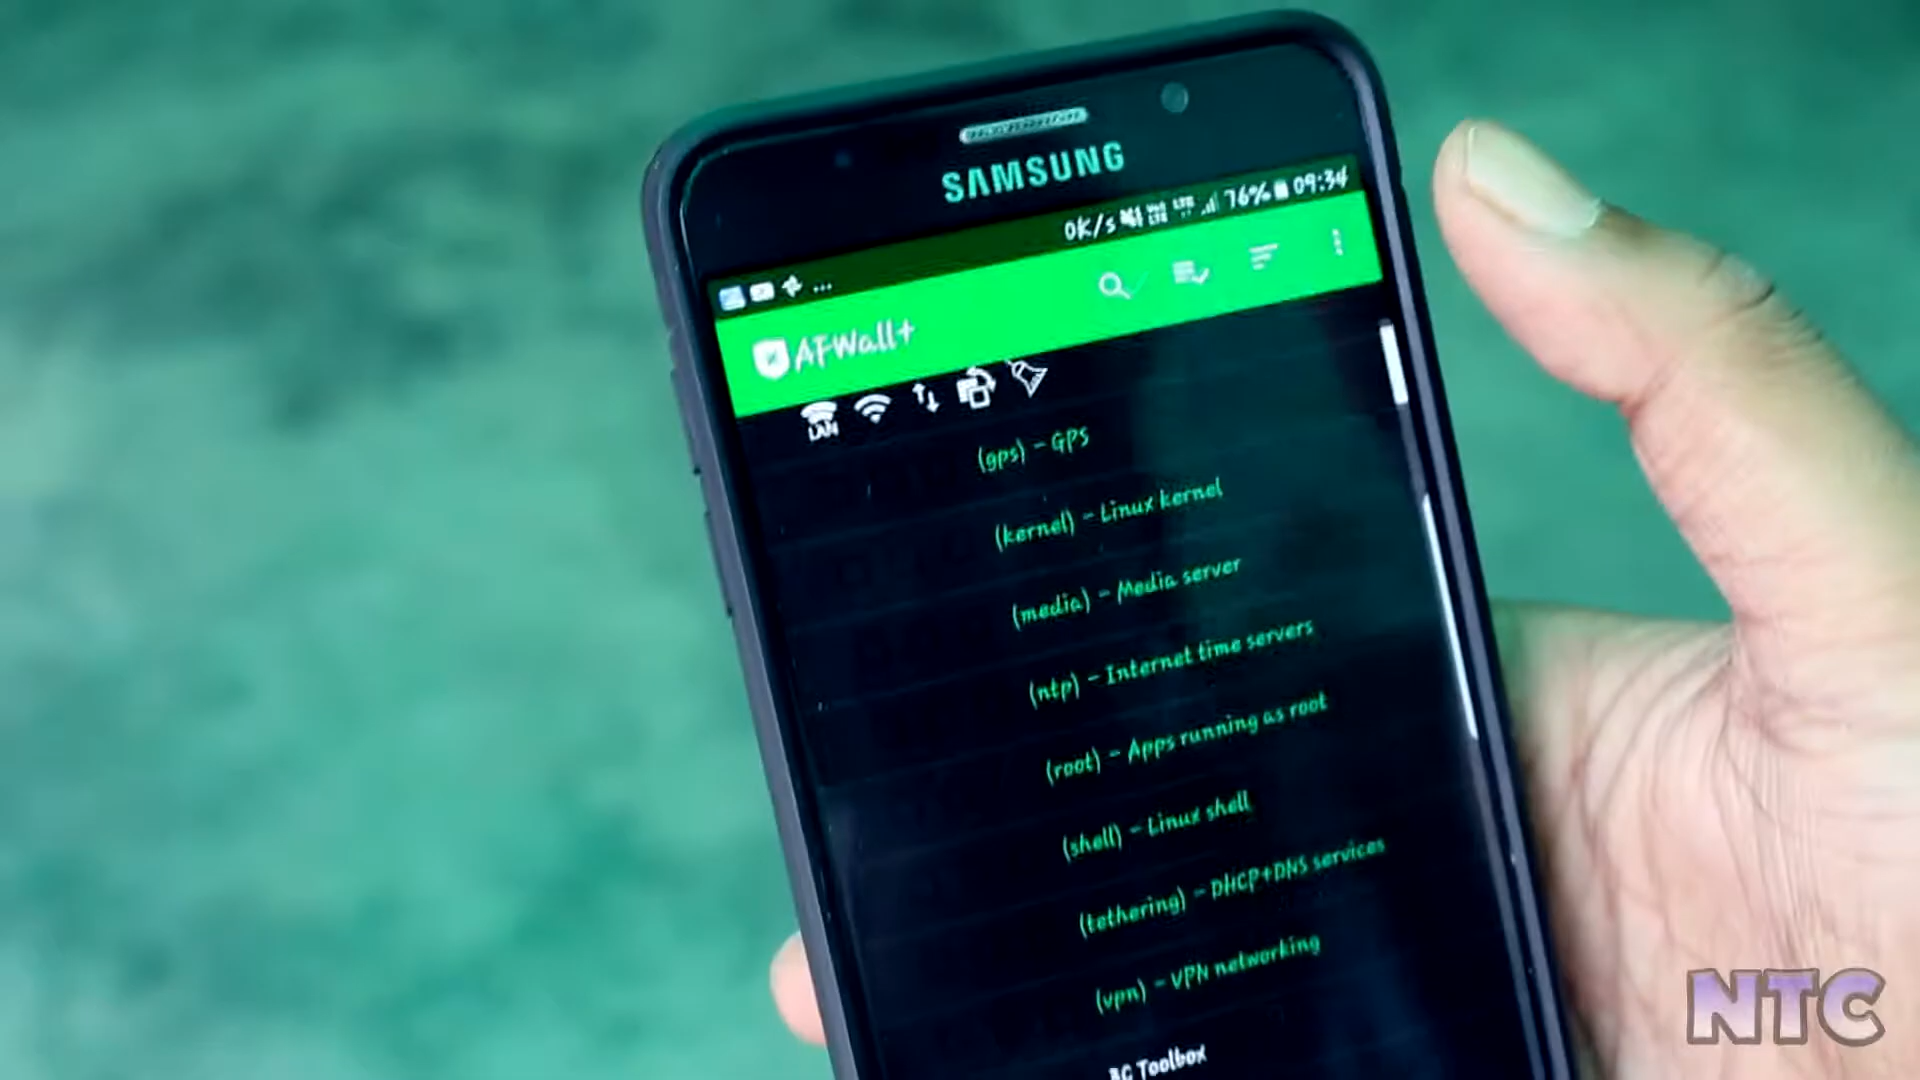 SAMSUNG
0K/s LTE 76% 09:34
...
AFWall+
LAN
(gps) - GPS
(kernel) - Linux kernel
(media) - Media server
(ntp) - Internet time servers
(root) - Apps running as root
(shell) - Linux shell
(tethering) - DHCP+DNS services
(vpn) - VPN networking
Toolbox
NTC